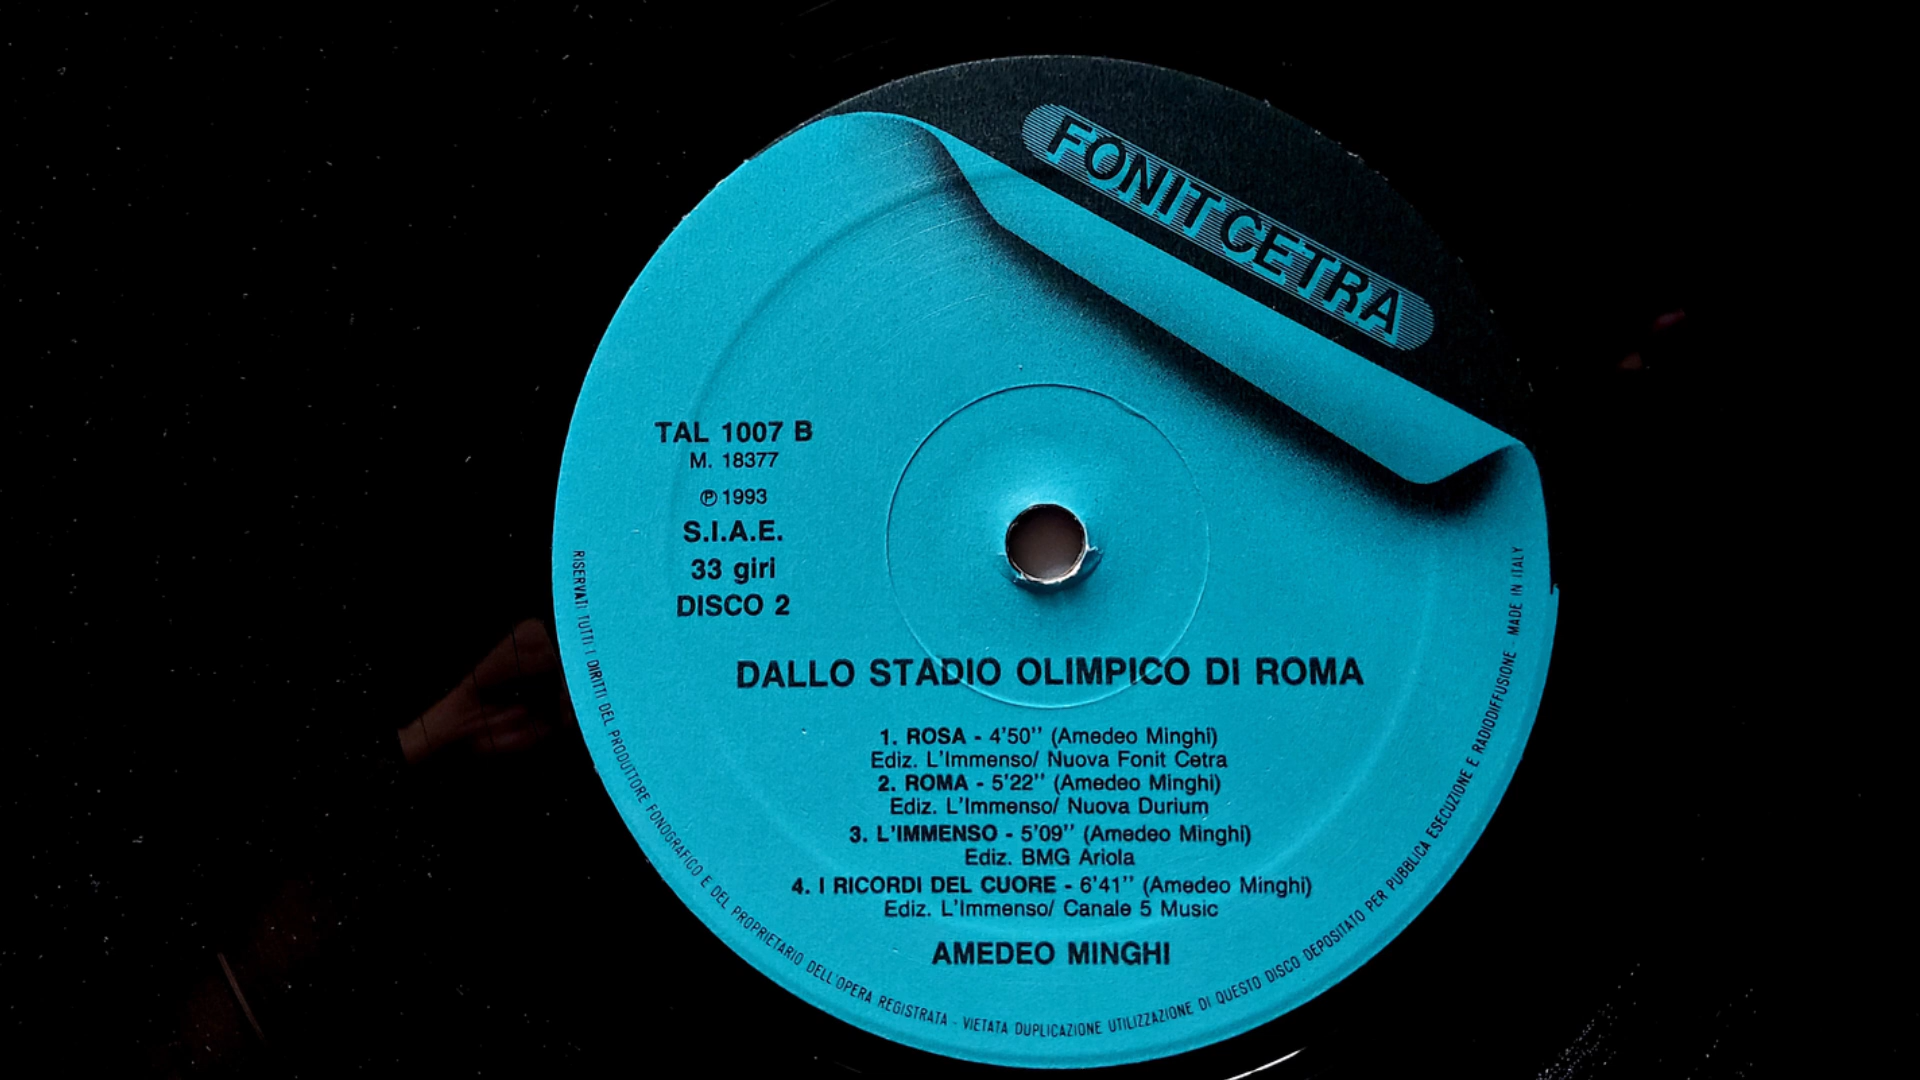 FONIT CETRA
TAL 1007 B
M. 18377
℗ 1993
S.I.A.E.
33 giri
DISCO 2
DALLO STADIO OLIMPICO DI ROMA
1. ROSA - 4'50'' (Amedeo Minghi)
Ediz. L'Immenso/ Nuova Fonit Cetra
2. ROMA - 5'22'' (Amedeo Minghi)
Ediz. L'Immenso/ Nuova Durium
3. L'IMMENSO - 5'09'' (Amedeo Minghi)
Ediz. BMG Ariola
4. I RICORDI DEL CUORE - 6'41'' (Amedeo Minghi)
Ediz. L'Immenso/ Canale 5 Music
AMEDEO MINGHI
RISERVATI TUTTI I DIRITTI DEL PRODUTTORE FONOGRAFICO E DEL PROPRIETARIO DELL'OPERA REGISTRATA - VIETATA DUPLICAZIONE UTILIZZAZIONE DI QUESTO DISCO DEPOSITATO PER PUBBLICA ESECUZIONE E RADIODIFFUSIONE - MADE IN ITALY